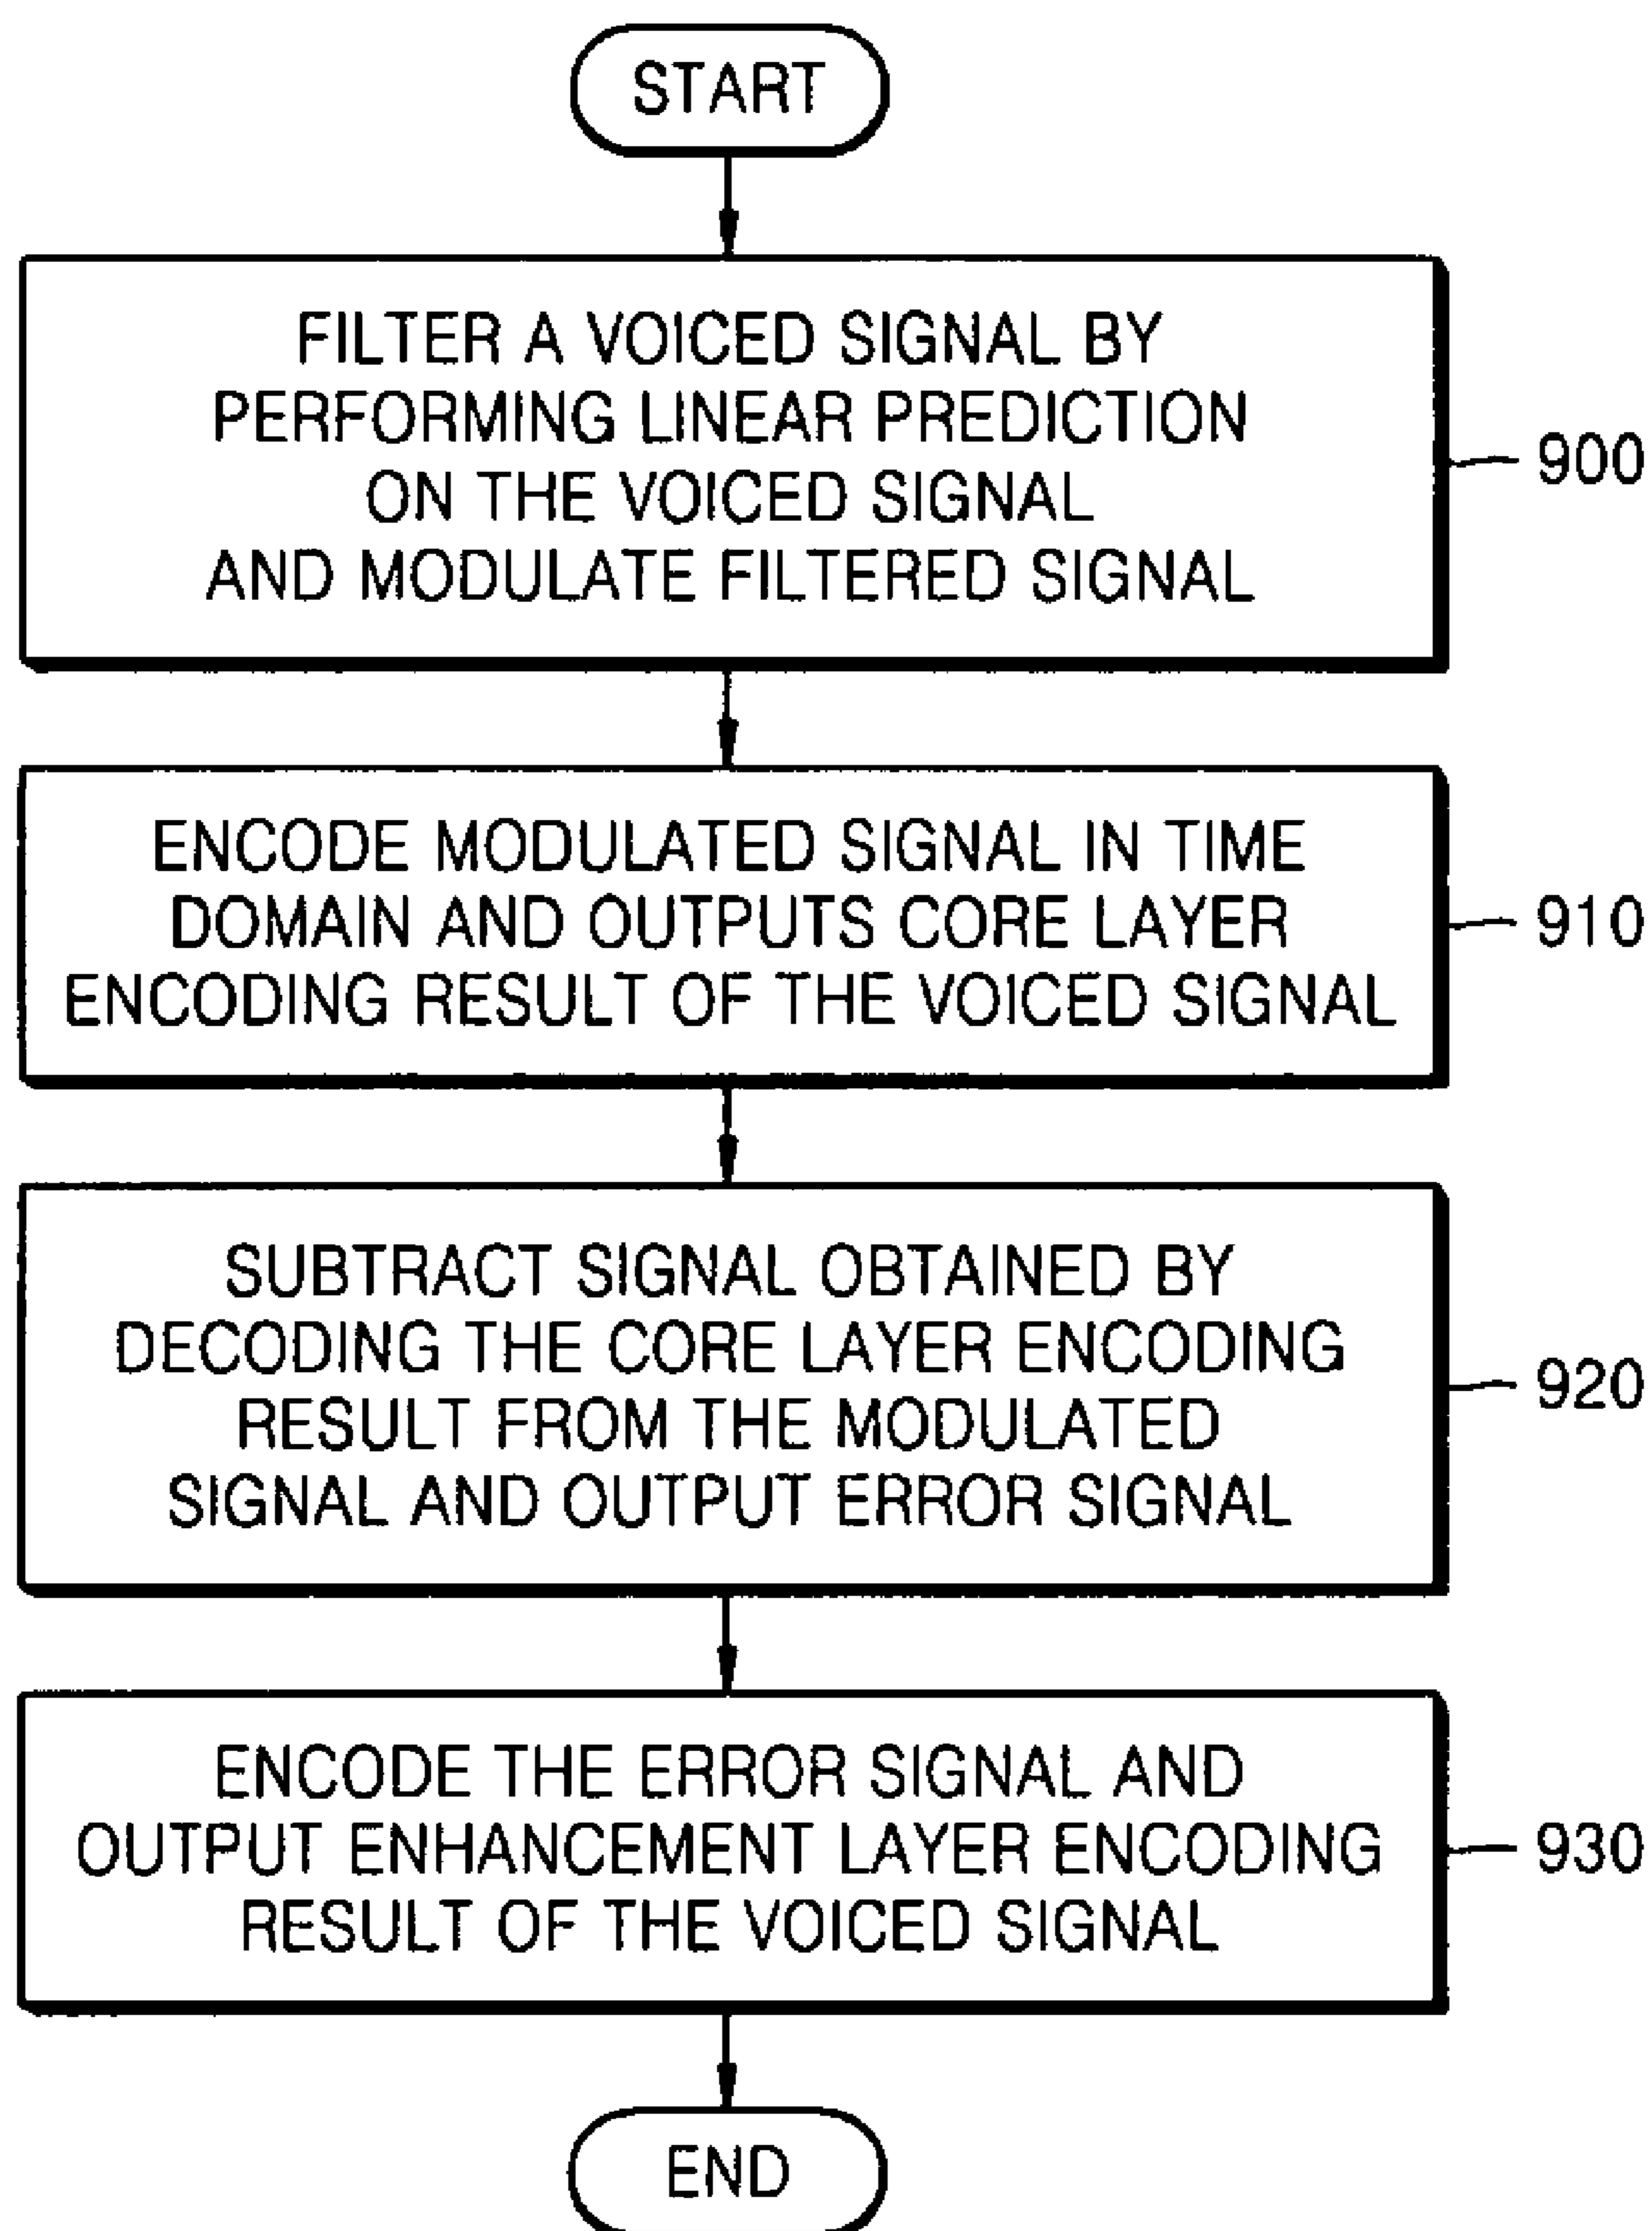 START
FILTER A VOICED SIGNAL BY
PERFORMING LINEAR PREDICTION
ON THE VOICED SIGNAL
AND MODULATE FILTERED SIGNAL
900
ENCODE MODULATED SIGNAL IN TIME
DOMAIN AND OUTPUTS CORE LAYER
ENCODING RESULT OF THE VOICED SIGNAL
910
SUBTRACT SIGNAL OBTAINED BY
DECODING THE CORE LAYER ENCODING
RESULT FROM THE MODULATED
SIGNAL AND OUTPUT ERROR SIGNAL
920
ENCODE THE ERROR SIGNAL AND
OUTPUT ENHANCEMENT LAYER ENCODING
RESULT OF THE VOICED SIGNAL
930
END